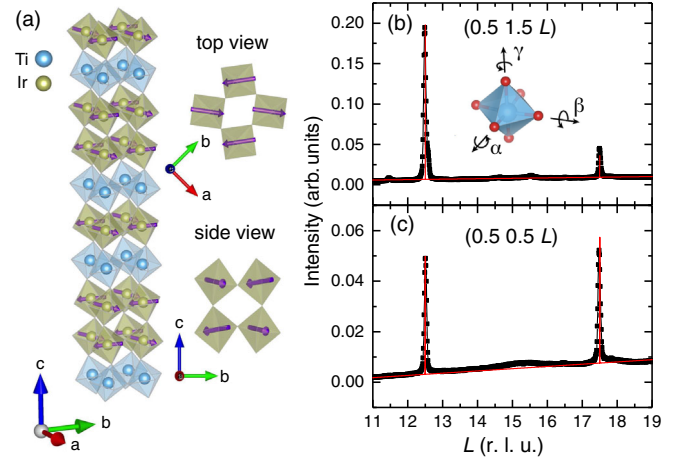 (a)
Ti
Ir
top view
b
a
side view
c
b
c
b
a
Intensity (arb. units)
(b)
(0.5 1.5 L)
γ
β
α
0.20
0.15
0.10
0.05
0.00
(c)
(0.5 0.5 L)
0.06
0.04
0.02
0.00
11 12 13 14 15 16 17 18 19
L (r. l. u.)